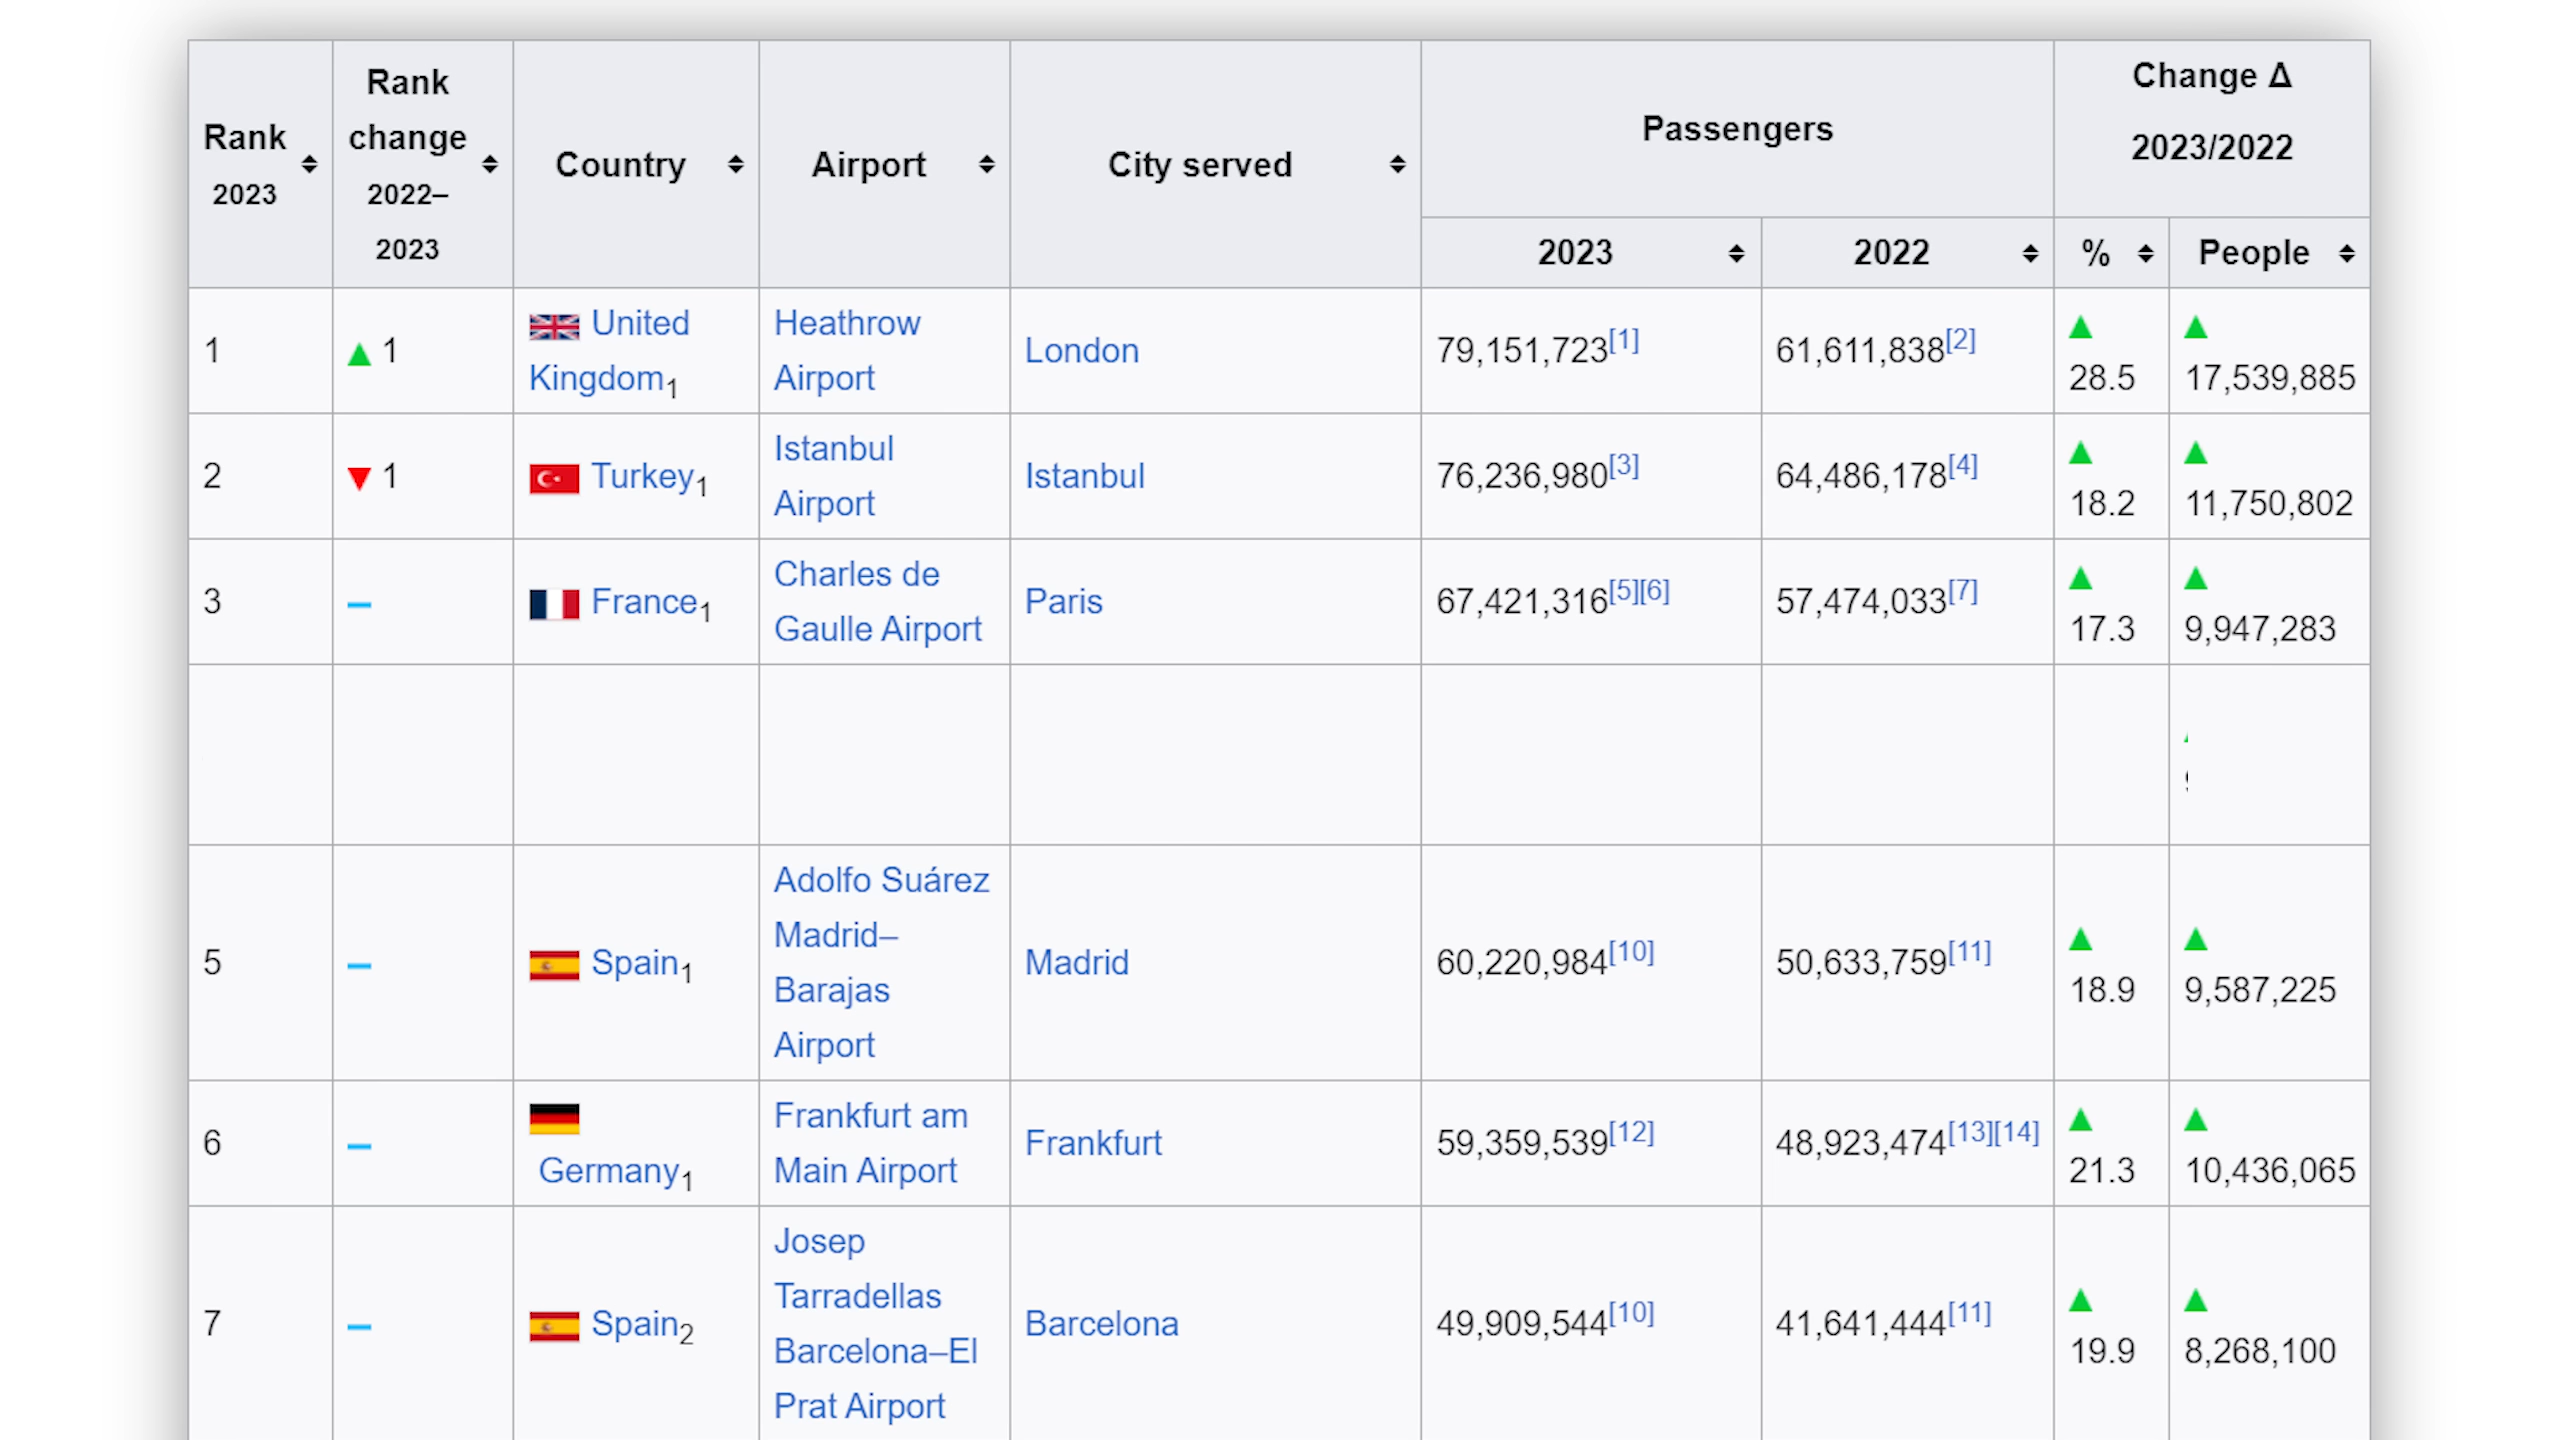 Rank 2023 | Rank change 2022–2023 | Country | Airport | City served | Passengers | Change Δ 2023/2022
2023 | 2022 | % | People
1 | ▲ 1 | United Kingdom1 | Heathrow Airport | London | 79,151,723[1] | 61,611,838[2] | ▲ 28.5 | ▲ 17,539,885
2 | ▼ 1 | Turkey1 | Istanbul Airport | Istanbul | 76,236,980[3] | 64,486,178[4] | ▲ 18.2 | ▲ 11,750,802
3 | – | France1 | Charles de Gaulle Airport | Paris | 67,421,316[5][6] | 57,474,033[7] | ▲ 17.3 | ▲ 9,947,283
5 | – | Spain1 | Adolfo Suárez Madrid–Barajas Airport | Madrid | 60,220,984[10] | 50,633,759[11] | ▲ 18.9 | ▲ 9,587,225
6 | – | Germany1 | Frankfurt am Main Airport | Frankfurt | 59,359,539[12] | 48,923,474[13][14] | ▲ 21.3 | ▲ 10,436,065
7 | – | Spain2 | Josep Tarradellas Barcelona–El Prat Airport | Barcelona | 49,909,544[10] | 41,641,444[11] | ▲ 19.9 | ▲ 8,268,100